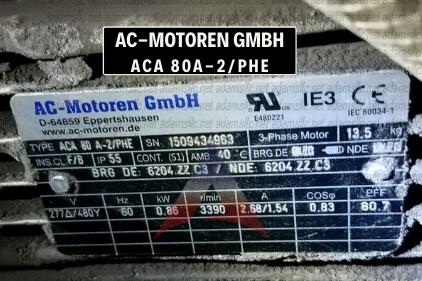 AC-MOTOREN GMBH
ACA 80A-2/PHE
AC-Motoren GmbH
D-64859 Eppertshausen
www.ac-motoren.de
E480221
IE3
CE
IEC 60034-1
TYPE ACA 80 A-2/PHE S/N 1509434963 3-Phase Motor 13.5 kg
INS.CL F/B IP 55 CONT. (S1) AMB 40 °C BRG.DE NDE
BRG DE: 6204.ZZ.C3 / NDE: 6204.ZZ.C3
V Hz kW r/min A COSφ EFF
277Δ/480Y 60 0.86 3390 2.68/1.54 0.83 80.7